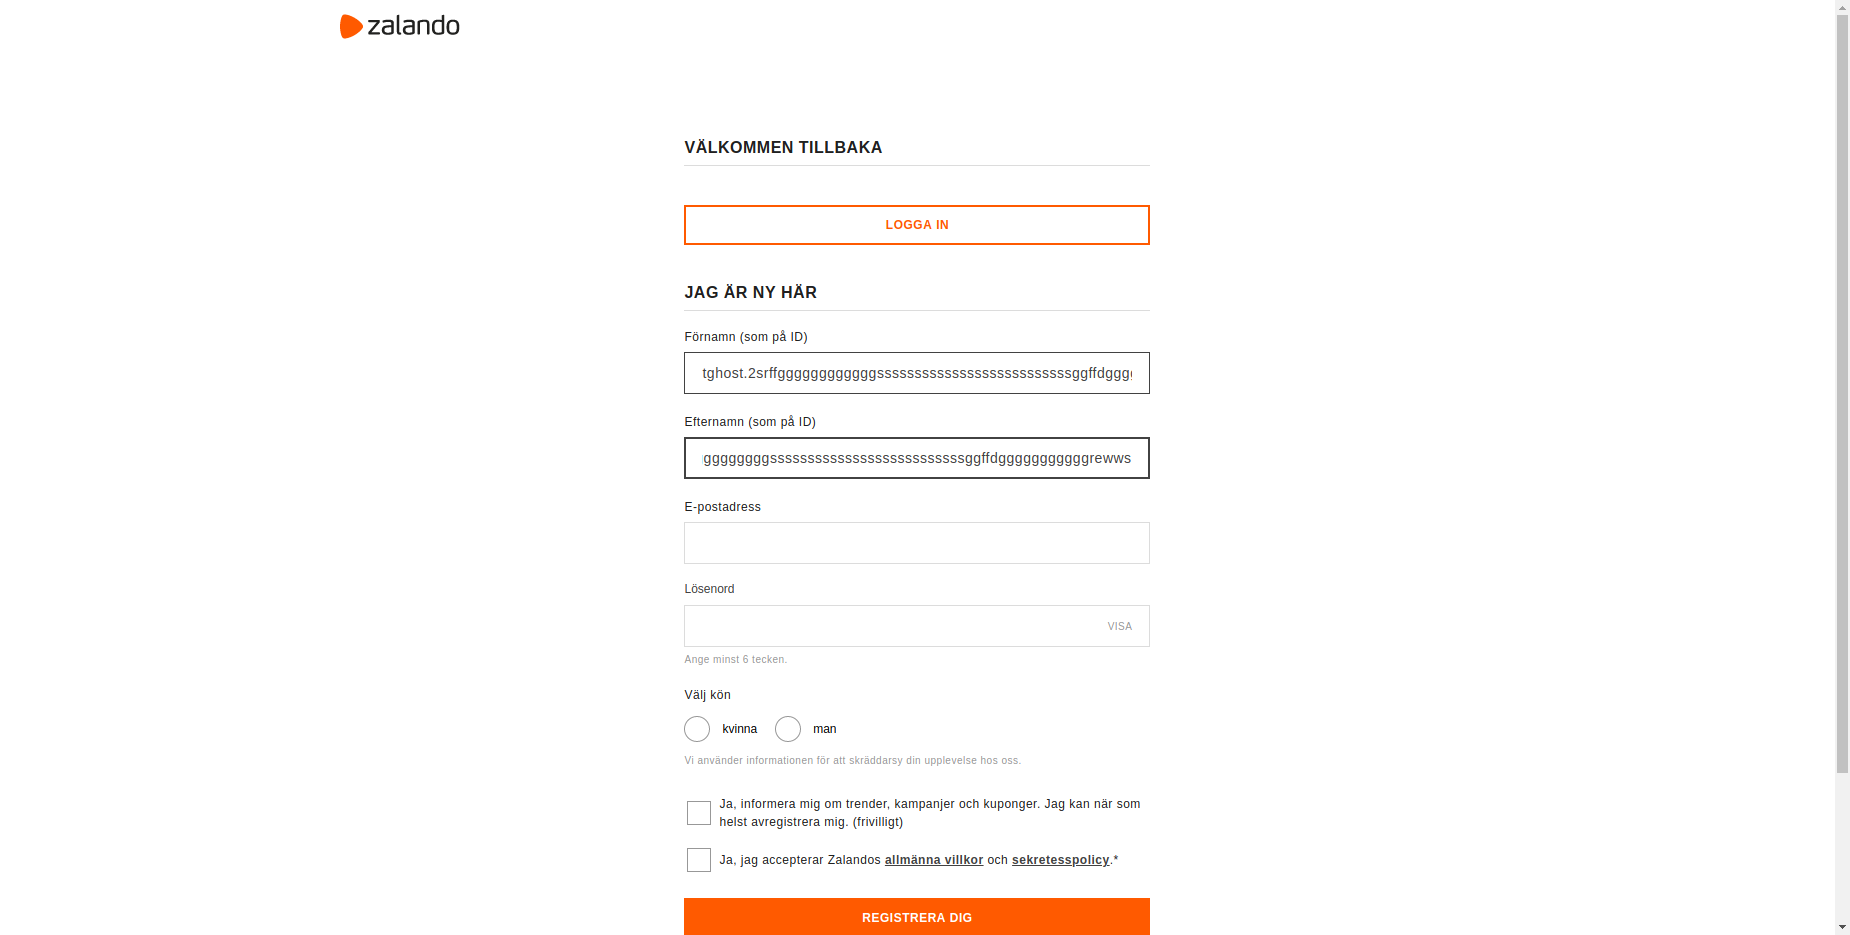 zalando
VÄLKOMMEN TILLBAKA
LOGGA IN
JAG ÄR NY HÄR
Förnamn (som på ID)
Efternamn (som på ID)
E-postadress
Lösenord
VISA
Ange minst 6 tecken.
Välj kön
kvinna man
Vi använder informationen för att skräddarsy din upplevelse hos oss.
Ja, informera mig om trender, kampanjer och kuponger. Jag kan när som
helst avregistrera mig. (frivilligt)
Ja, jag accepterar Zalandos allmänna villkor och sekretesspolicy.*
REGISTRERA DIG